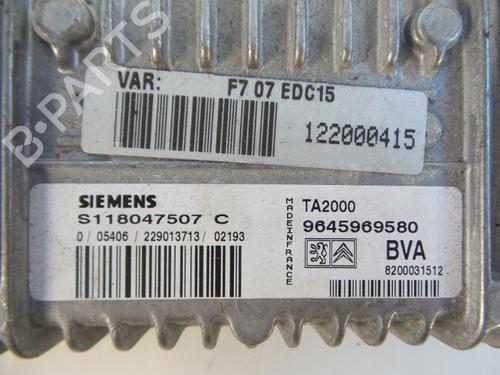 B-PARTS
VAR: F7 07 EDC15
122000415
SIEMENS
S118047507 C
0 / 05406 / 229013713 / 02193
MADE IN FRANCE
TA2000
9645969580
BVA
8200031512